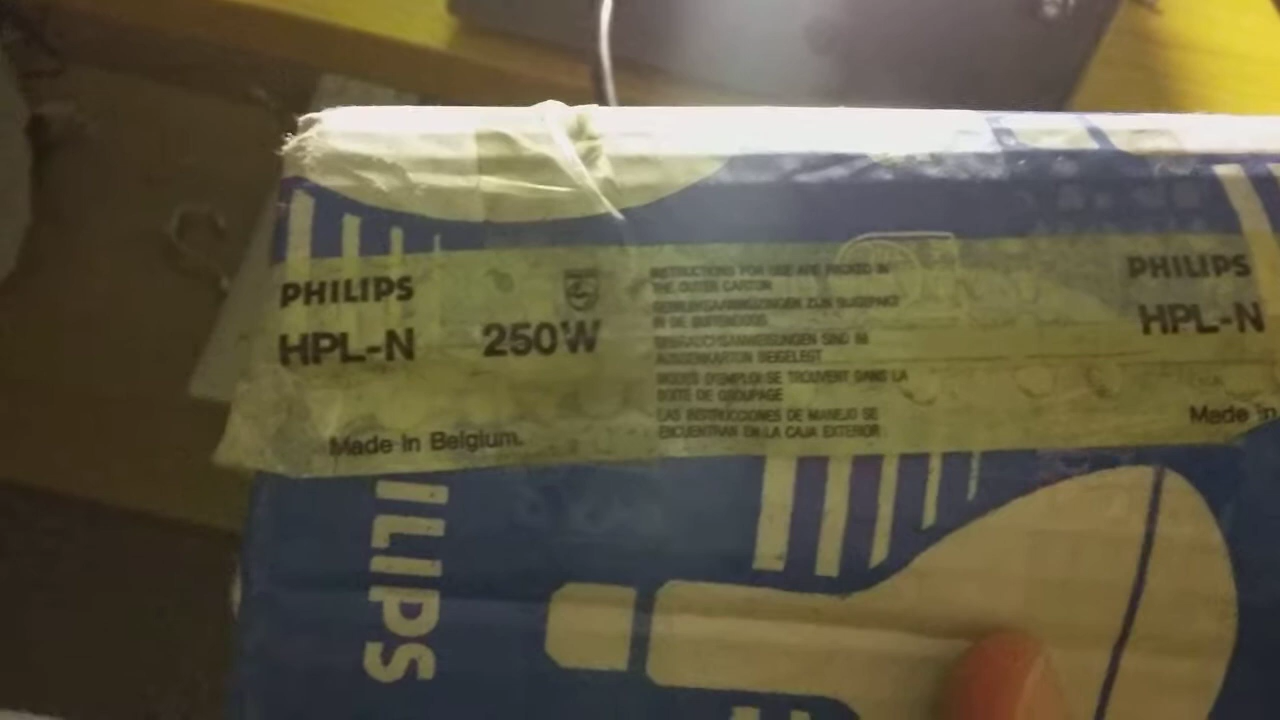 PHILIPS
HPL-N 250W
Made in Belgium.
INSTRUCTIONS FOR USE ARE PACKED IN
THE OUTER CARTON
GEBRUIKSAANWIJZINGEN ZIJN BIJGEPAKT
IN DE BUITENDOOS
GEBRAUCHSANWEISUNGEN SIND IM
AUSSENKARTON BEIGELEGT
MODES D'EMPLOI SE TROUVENT DANS LA
BOITE DE GROUPAGE
LAS INSTRUCCIONES DE MANEJO SE
ENCUENTRAN EN LA CAJA EXTERIOR
PHILIPS
HPL-N
Made in
ILIPS